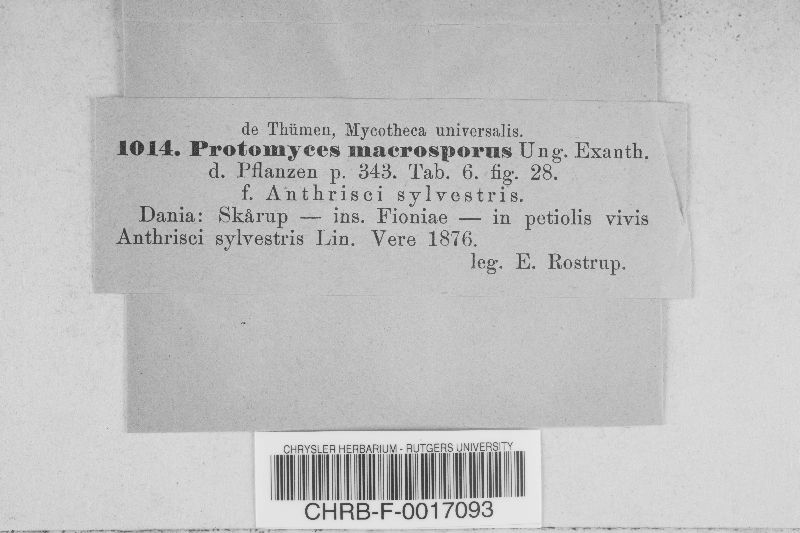 de Thümen, Mycotheca universalis.
1014. Protomyces macrosporus Ung. Exanth.
d. Pflanzen p. 343. Tab. 6. fig. 28.
f. Anthrisci sylvestris.
Dania: Skårup — ins. Fioniae — in petiolis vivis
Anthrisci sylvestris Lin. Vere 1876.
leg. E. Rostrup.
CHRYSLER HERBARIUM - RUTGERS UNIVERSITY
CHRB-F-0017093